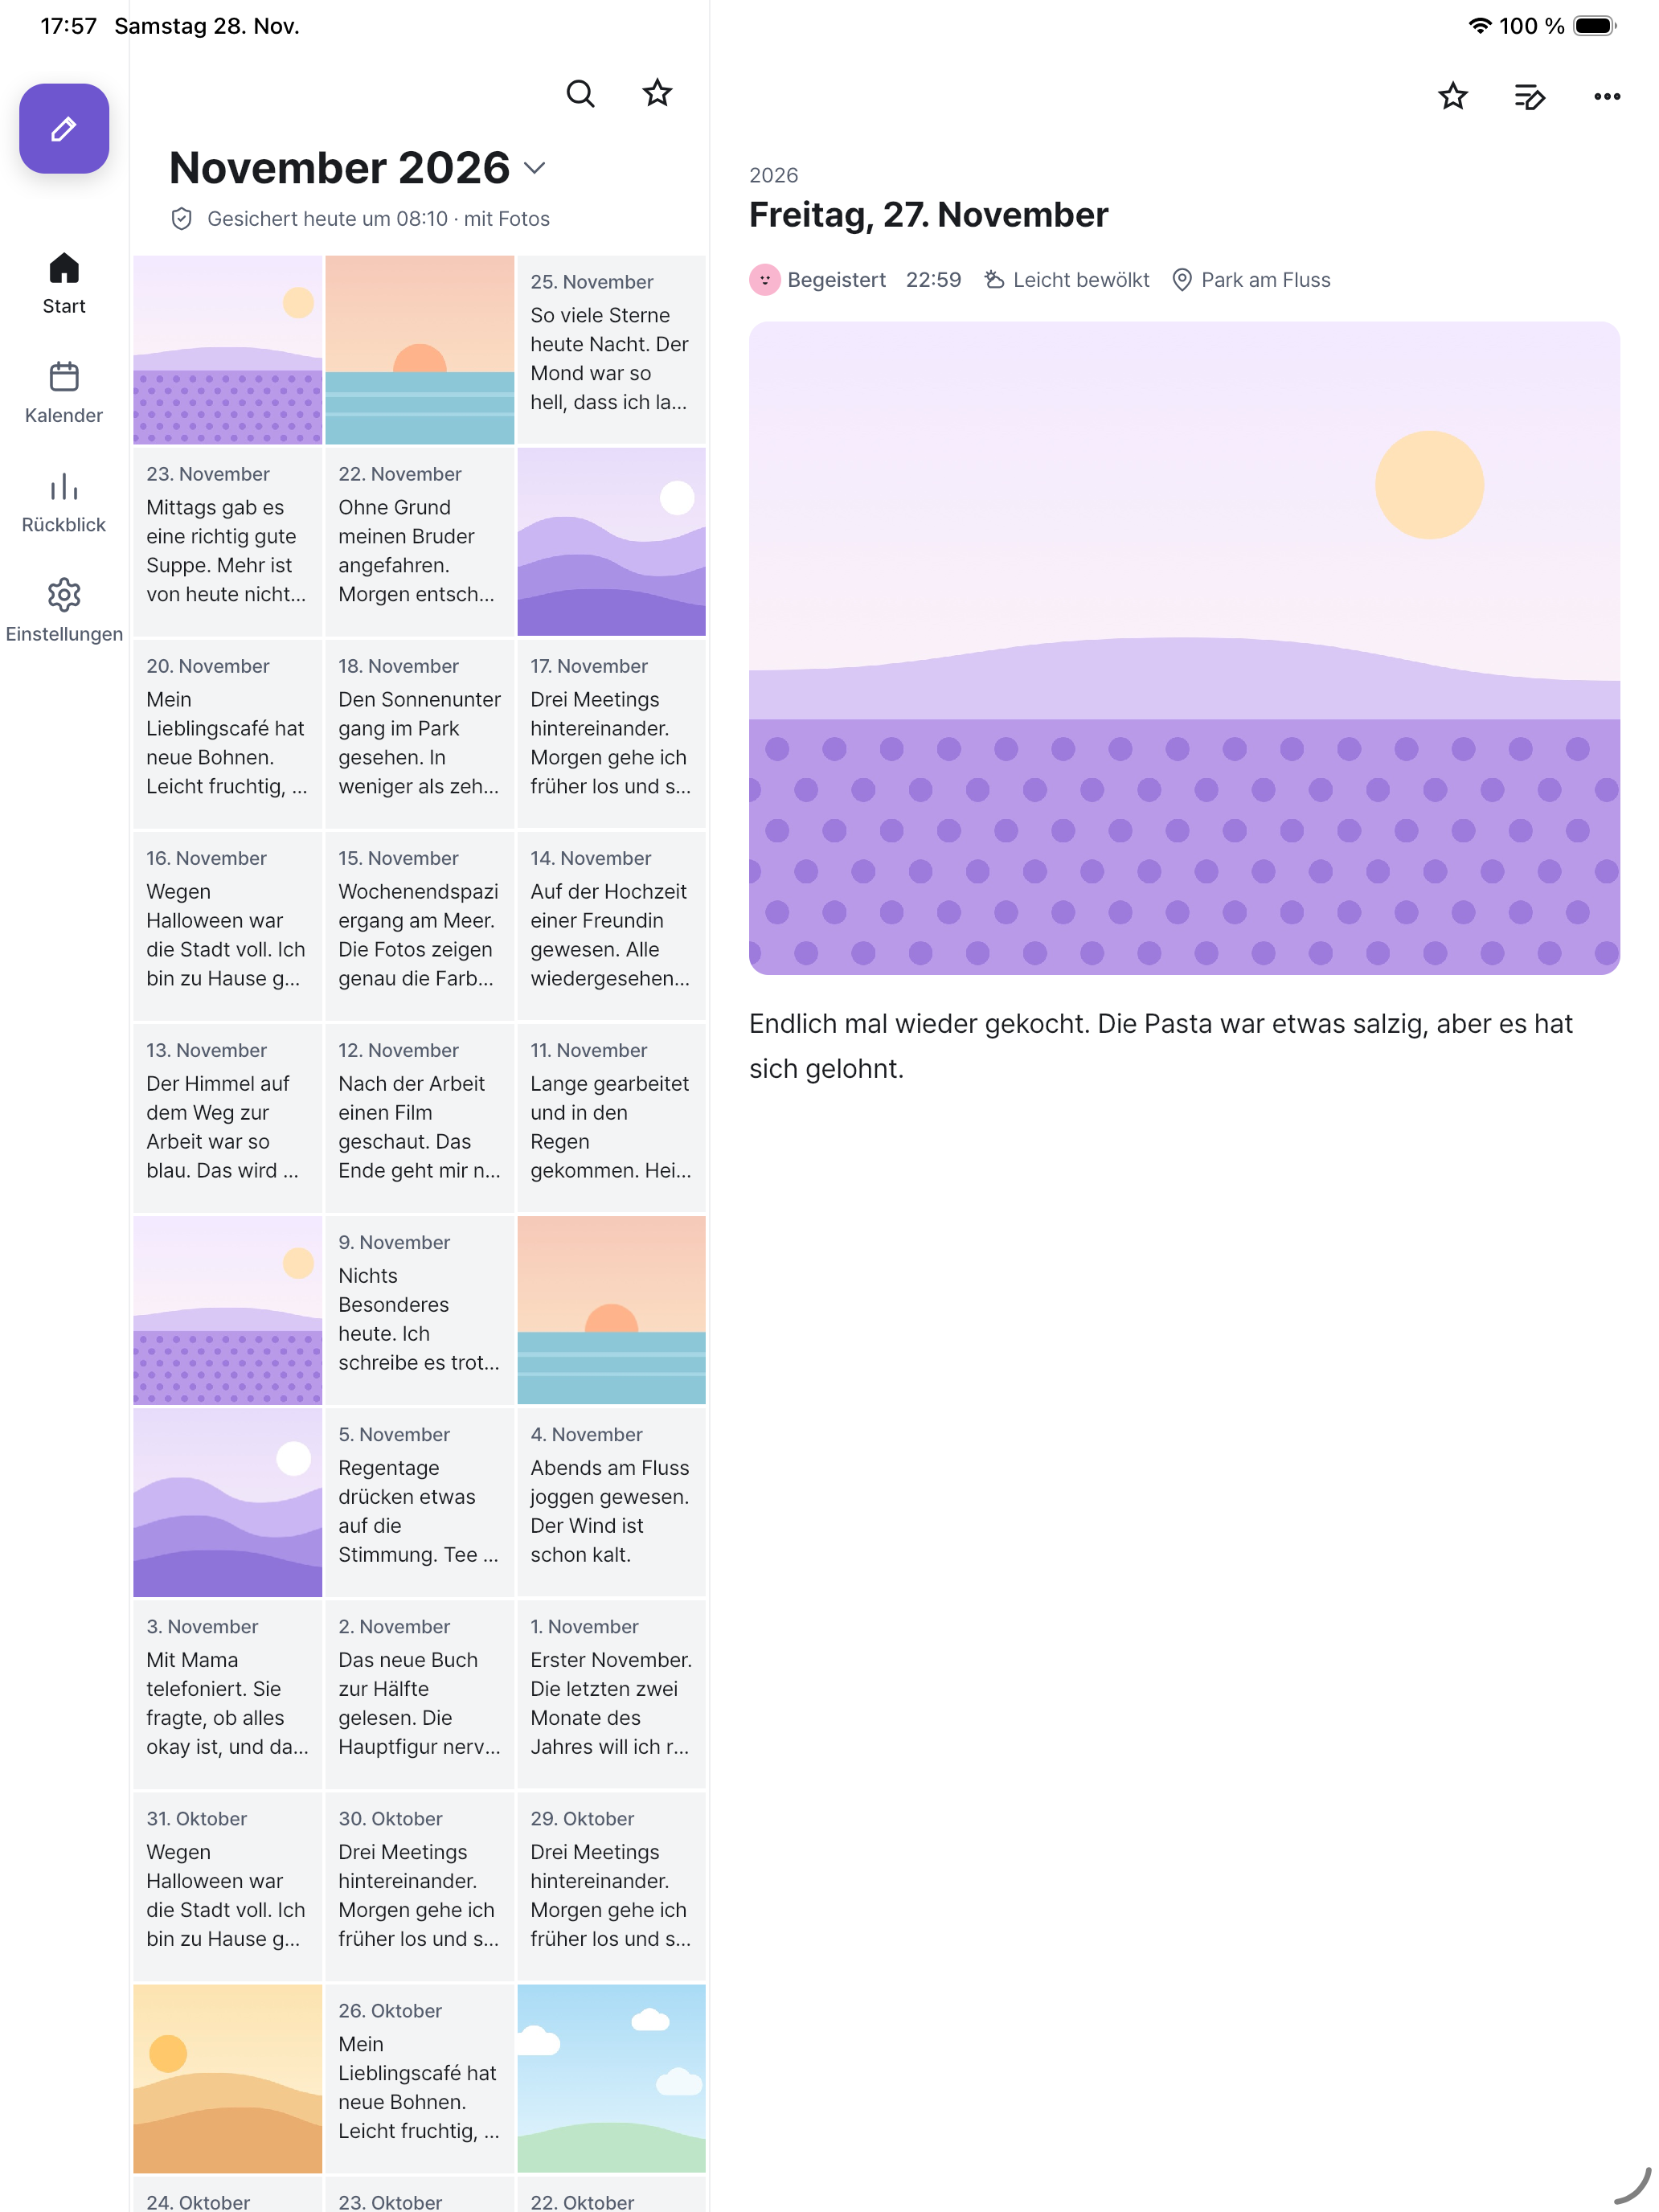 17:57 Samstag 28. Nov.
100 %
Start
Kalender
Rückblick
Einstellungen
November 2026
Gesichert heute um 08:10 · mit Fotos
25. November
So viele Sterne
heute Nacht. Der
Mond war so
hell, dass ich la...
23. November
Mittags gab es
eine richtig gute
Suppe. Mehr ist
von heute nicht...
22. November
Ohne Grund
meinen Bruder
angefahren.
Morgen entsch...
20. November
Mein
Lieblingscafé hat
neue Bohnen.
Leicht fruchtig, ...
18. November
Den Sonnenunter
gang im Park
gesehen. In
weniger als zeh...
17. November
Drei Meetings
hintereinander.
Morgen gehe ich
früher los und s...
16. November
Wegen
Halloween war
die Stadt voll. Ich
bin zu Hause g...
15. November
Wochenendspazi
ergang am Meer.
Die Fotos zeigen
genau die Farb...
14. November
Auf der Hochzeit
einer Freundin
gewesen. Alle
wiedergesehen...
13. November
Der Himmel auf
dem Weg zur
Arbeit war so
blau. Das wird ...
12. November
Nach der Arbeit
einen Film
geschaut. Das
Ende geht mir n...
11. November
Lange gearbeitet
und in den
Regen
gekommen. Hei...
9. November
Nichts
Besonderes
heute. Ich
schreibe es trot...
5. November
Regentage
drücken etwas
auf die
Stimmung. Tee ...
4. November
Abends am Fluss
joggen gewesen.
Der Wind ist
schon kalt.
3. November
Mit Mama
telefoniert. Sie
fragte, ob alles
okay ist, und da...
2. November
Das neue Buch
zur Hälfte
gelesen. Die
Hauptfigur nerv...
1. November
Erster November.
Die letzten zwei
Monate des
Jahres will ich r...
31. Oktober
Wegen
Halloween war
die Stadt voll. Ich
bin zu Hause g...
30. Oktober
Drei Meetings
hintereinander.
Morgen gehe ich
früher los und s...
29. Oktober
Drei Meetings
hintereinander.
Morgen gehe ich
früher los und s...
26. Oktober
Mein
Lieblingscafé hat
neue Bohnen.
Leicht fruchtig, ...
24. Oktober
23. Oktober
22. Oktober
2026
Freitag, 27. November
Begeistert 22:59 Leicht bewölkt Park am Fluss
Endlich mal wieder gekocht. Die Pasta war etwas salzig, aber es hat
sich gelohnt.